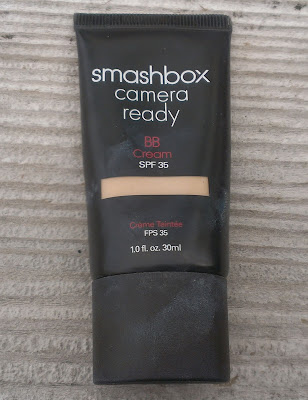 smashbox
camera
ready
BB
Cream
SPF 35
Crème Teintée
FPS 35
1.0 fl. oz. 30ml